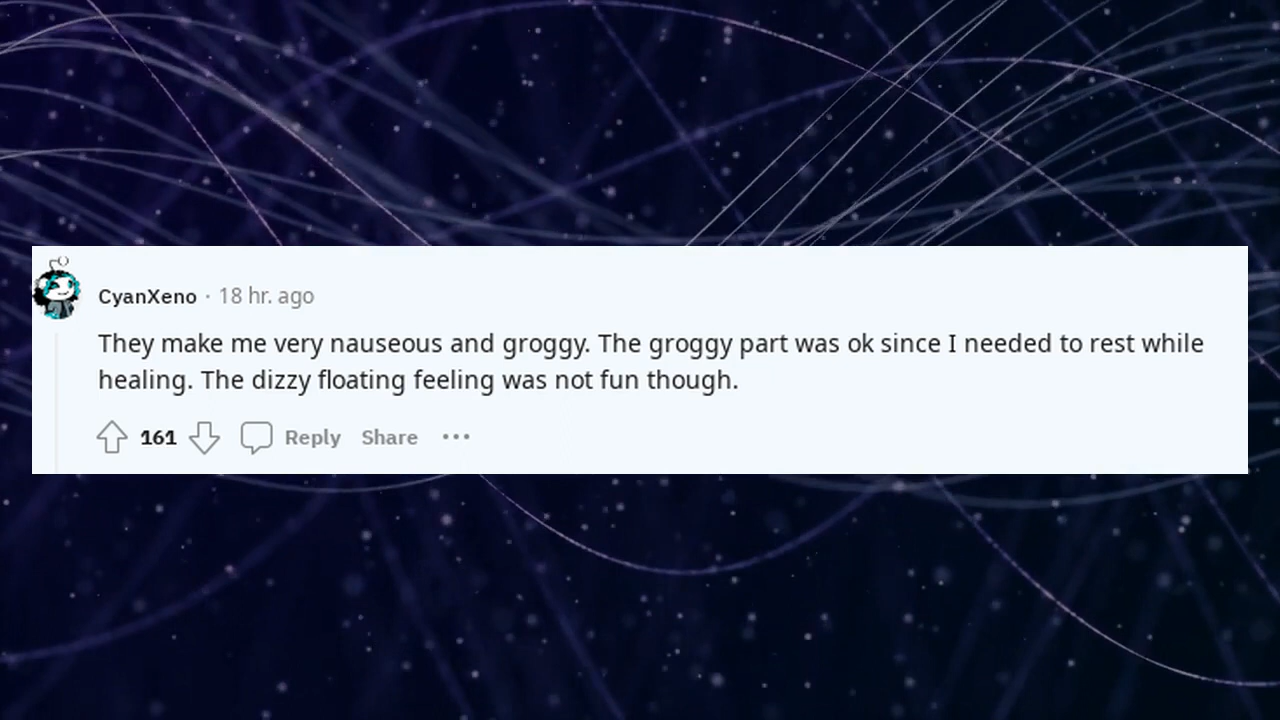 CyanXeno · 18 hr. ago
They make me very nauseous and groggy. The groggy part was ok since I needed to rest while
healing. The dizzy floating feeling was not fun though.
161 Reply Share •••